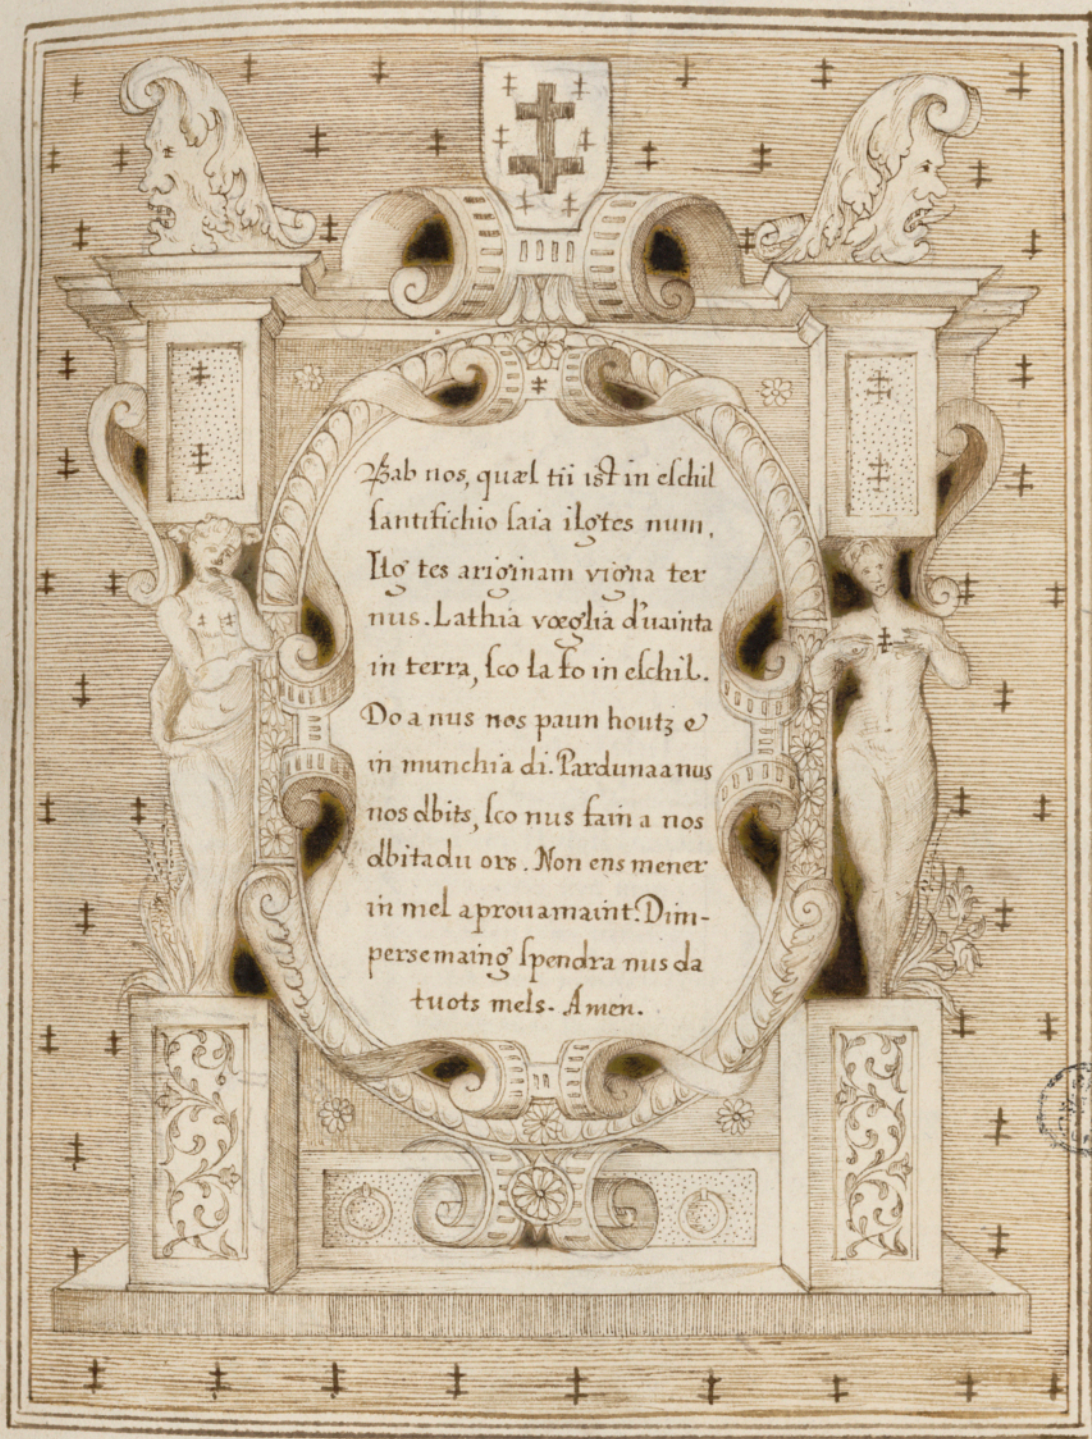 Bab nos, quæl tii ist in eſchil
ſantifichio ſaia ilg tes num.
Ilg tes ariginam vigna ter
nus. Lathia vœglia d'uainta
in terra, ſco la fo in eſchil.
Do a nus nos paun houtz e
in munchia di. Parduna a nus
nos dbits, ſco nus fain a nos
dbitadu ors. Non ens mener
in mel aprouamaint: Dim-
persemaing ſpendra nus da
tuots mels. Amen.